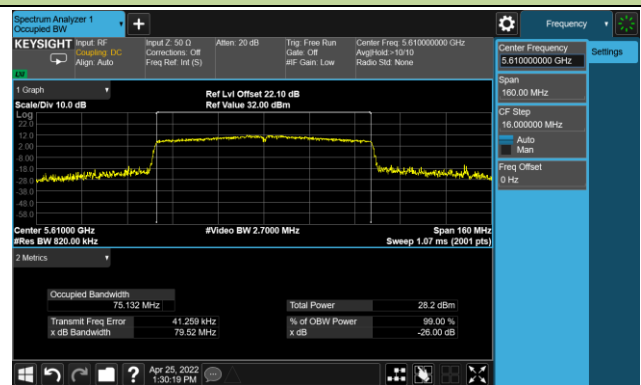 Spectrum Analyzer 1
Occupied BW
Frequency
KEYSIGHT
Input: RF
Coupling: DC
Align: Auto
Input Z: 50 Ω
Corrections: Off
Freq Ref: Int (S)
Atten: 20 dB
Trig: Free Run
Gate: Off
#IF Gain: Low
Center Freq: 5.610000000 GHz
Avg|Hold:>10/10
Radio Std: None
Center Frequency
5.610000000 GHz
Settings
Span
160.00 MHz
CF Step
16.000000 MHz
Auto
Man
Freq Offset
0 Hz
1 Graph
Scale/Div 10.0 dB
Ref Lvl Offset 22.10 dB
Ref Value 32.00 dBm
Log
22.0
12.0
2.00
-8.00
-18.0
-28.0
-38.0
-48.0
-58.0
Center 5.61000 GHz
#Res BW 820.00 kHz
#Video BW 2.7000 MHz
Span 160 MHz
Sweep 1.07 ms (2001 pts)
2 Metrics
Occupied Bandwidth
75.132 MHz
Total Power 28.2 dBm
Transmit Freq Error 41.259 kHz
% of OBW Power 99.00 %
x dB Bandwidth 79.52 MHz
x dB -26.00 dB
Apr 25, 2022
1:30:19 PM